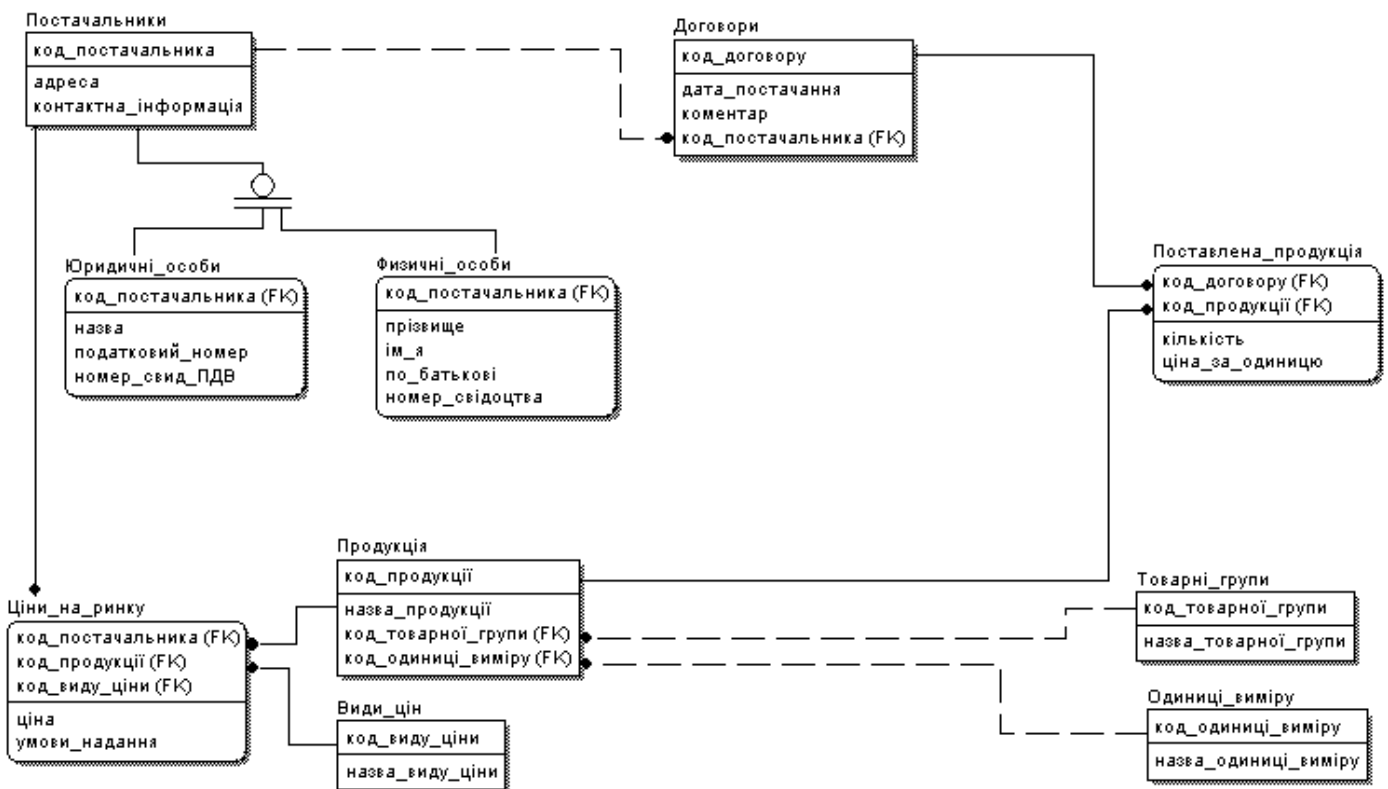 Постачальники
код_постачальника
адреса
контактна_інформація
Договори
код_договору
дата_постачання
коментар
код_постачальника (FK)
Юридичні_особи
код_постачальника (FK)
назва
податковий_номер
номер_свид_ПДВ
Физичні_особи
код_постачальника (FK)
прізвище
ім_я
по_батькові
номер_свідоцтва
Поставлена_продукція
код_договору (FK)
код_продукції (FK)
кількість
ціна_за_одиницю
Ціни_на_ринку
код_постачальника (FK)
код_продукції (FK)
код_виду_ціни (FK)
ціна
умови_надання
Продукція
код_продукції
назва_продукції
код_товарної_групи (FK)
код_одиниці_виміру (FK)
Види_цін
код_виду_ціни
назва_виду_ціни
Товарні_групи
код_товарної_групи
назва_товарної_групи
Одиниці_виміру
код_одиниці_виміру
назва_одиниці_виміру